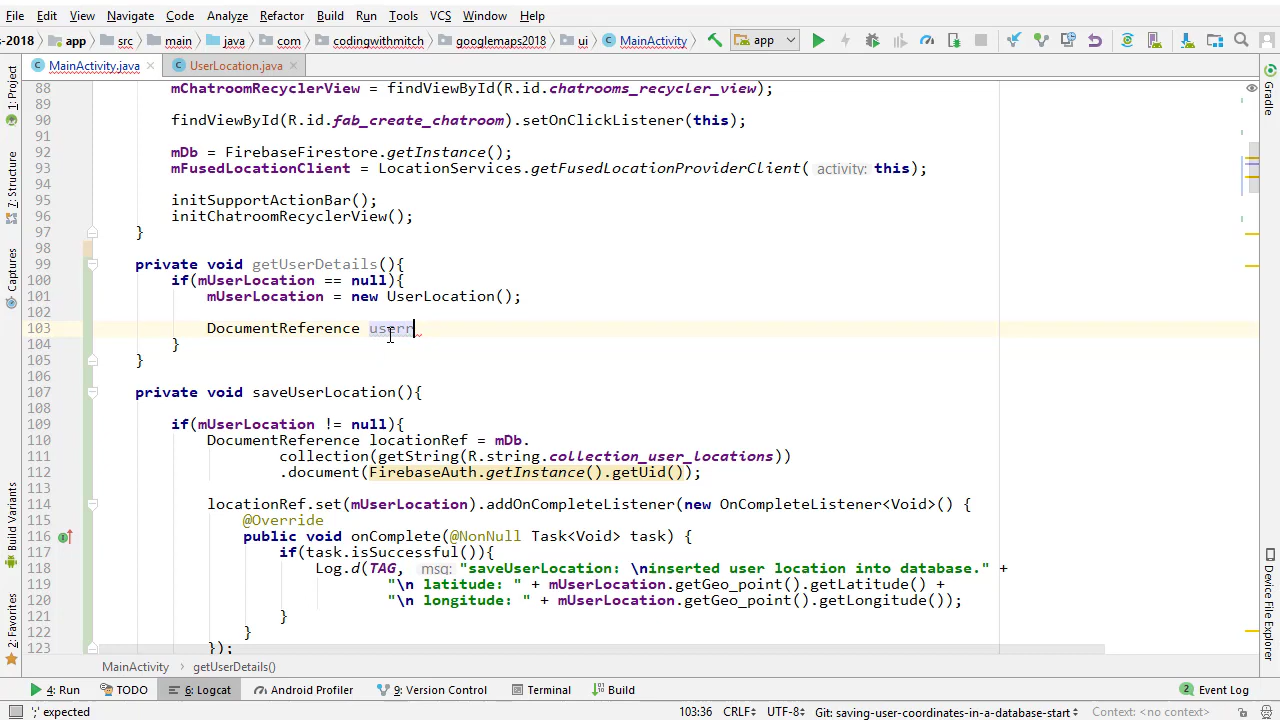 File Edit View Navigate Code Analyze Refactor Build Run Tools VCS Window Help
s-2018 app src main java com codingwithmitch googlemaps2018 ui MainActivity app
MainActivity.java UserLocation.java
88 mChatroomRecyclerView = findViewById(R.id.chatrooms_recycler_view);
89
90 findViewById(R.id.fab_create_chatroom).setOnClickListener(this);
91
92 mDb = FirebaseFirestore.getInstance();
93 mFusedLocationClient = LocationServices.getFusedLocationProviderClient( activity: this);
94
95 initSupportActionBar();
96 initChatroomRecyclerView();
97 }
98
99 private void getUserDetails(){
100 if(mUserLocation == null){
101 mUserLocation = new UserLocation();
102
103 DocumentReference userr
104 }
105 }
106
107 private void saveUserLocation(){
108
109 if(mUserLocation != null){
110 DocumentReference locationRef = mDb.
111 collection(getString(R.string.collection_user_locations))
112 .document(FirebaseAuth.getInstance().getUid());
113
114 locationRef.set(mUserLocation).addOnCompleteListener(new OnCompleteListener<Void>() {
115 @Override
116 public void onComplete(@NonNull Task<Void> task) {
117 if(task.isSuccessful()){
118 Log.d(TAG, msg: "saveUserLocation: \ninserted user location into database." +
119 "\n latitude: " + mUserLocation.getGeo_point().getLatitude() +
120 "\n longitude: " + mUserLocation.getGeo_point().getLongitude());
121 }
122 }
123 });
MainActivity getUserDetails()
4: Run TODO 6: Logcat Android Profiler 9: Version Control Terminal Build 2 Event Log
';' expected 103:36 CRLF UTF-8 Git: saving-user-coordinates-in-a-database-start Context: <no context>
1: Project
7: Structure
Captures
Build Variants
2: Favorites
Gradle
Device File Explorer